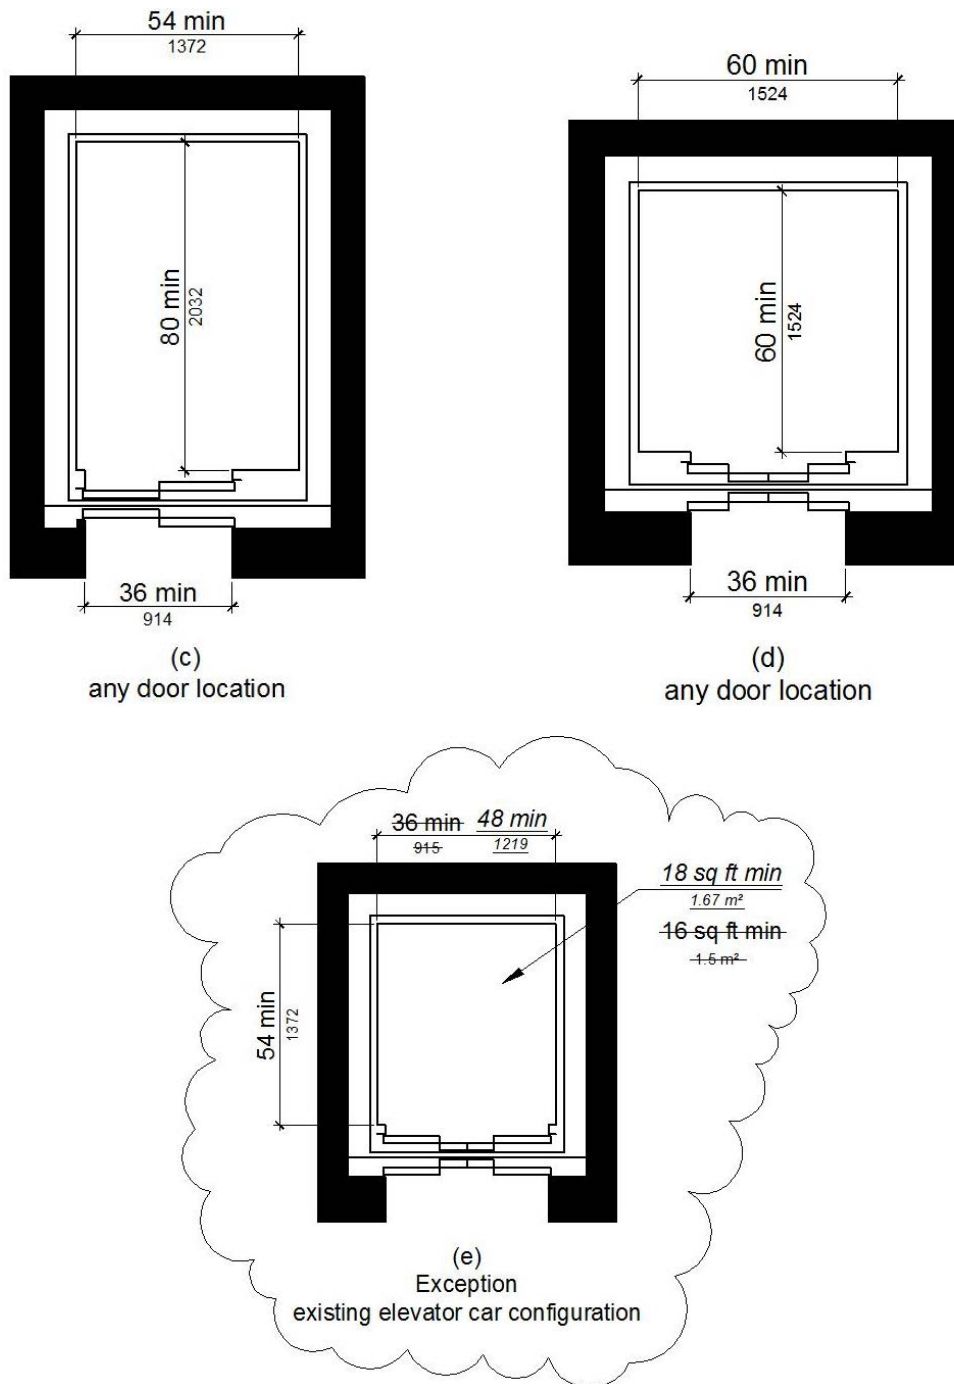 54 min
1372
80 min
2032
36 min
914
(c)
any door location
60 min
1524
60 min
1524
36 min
914
(d)
any door location
36 min 48 min
915 1219
18 sq ft min
1.67 m²
16 sq ft min
1.5 m²
54 min
1372
(e)
Exception
existing elevator car configuration